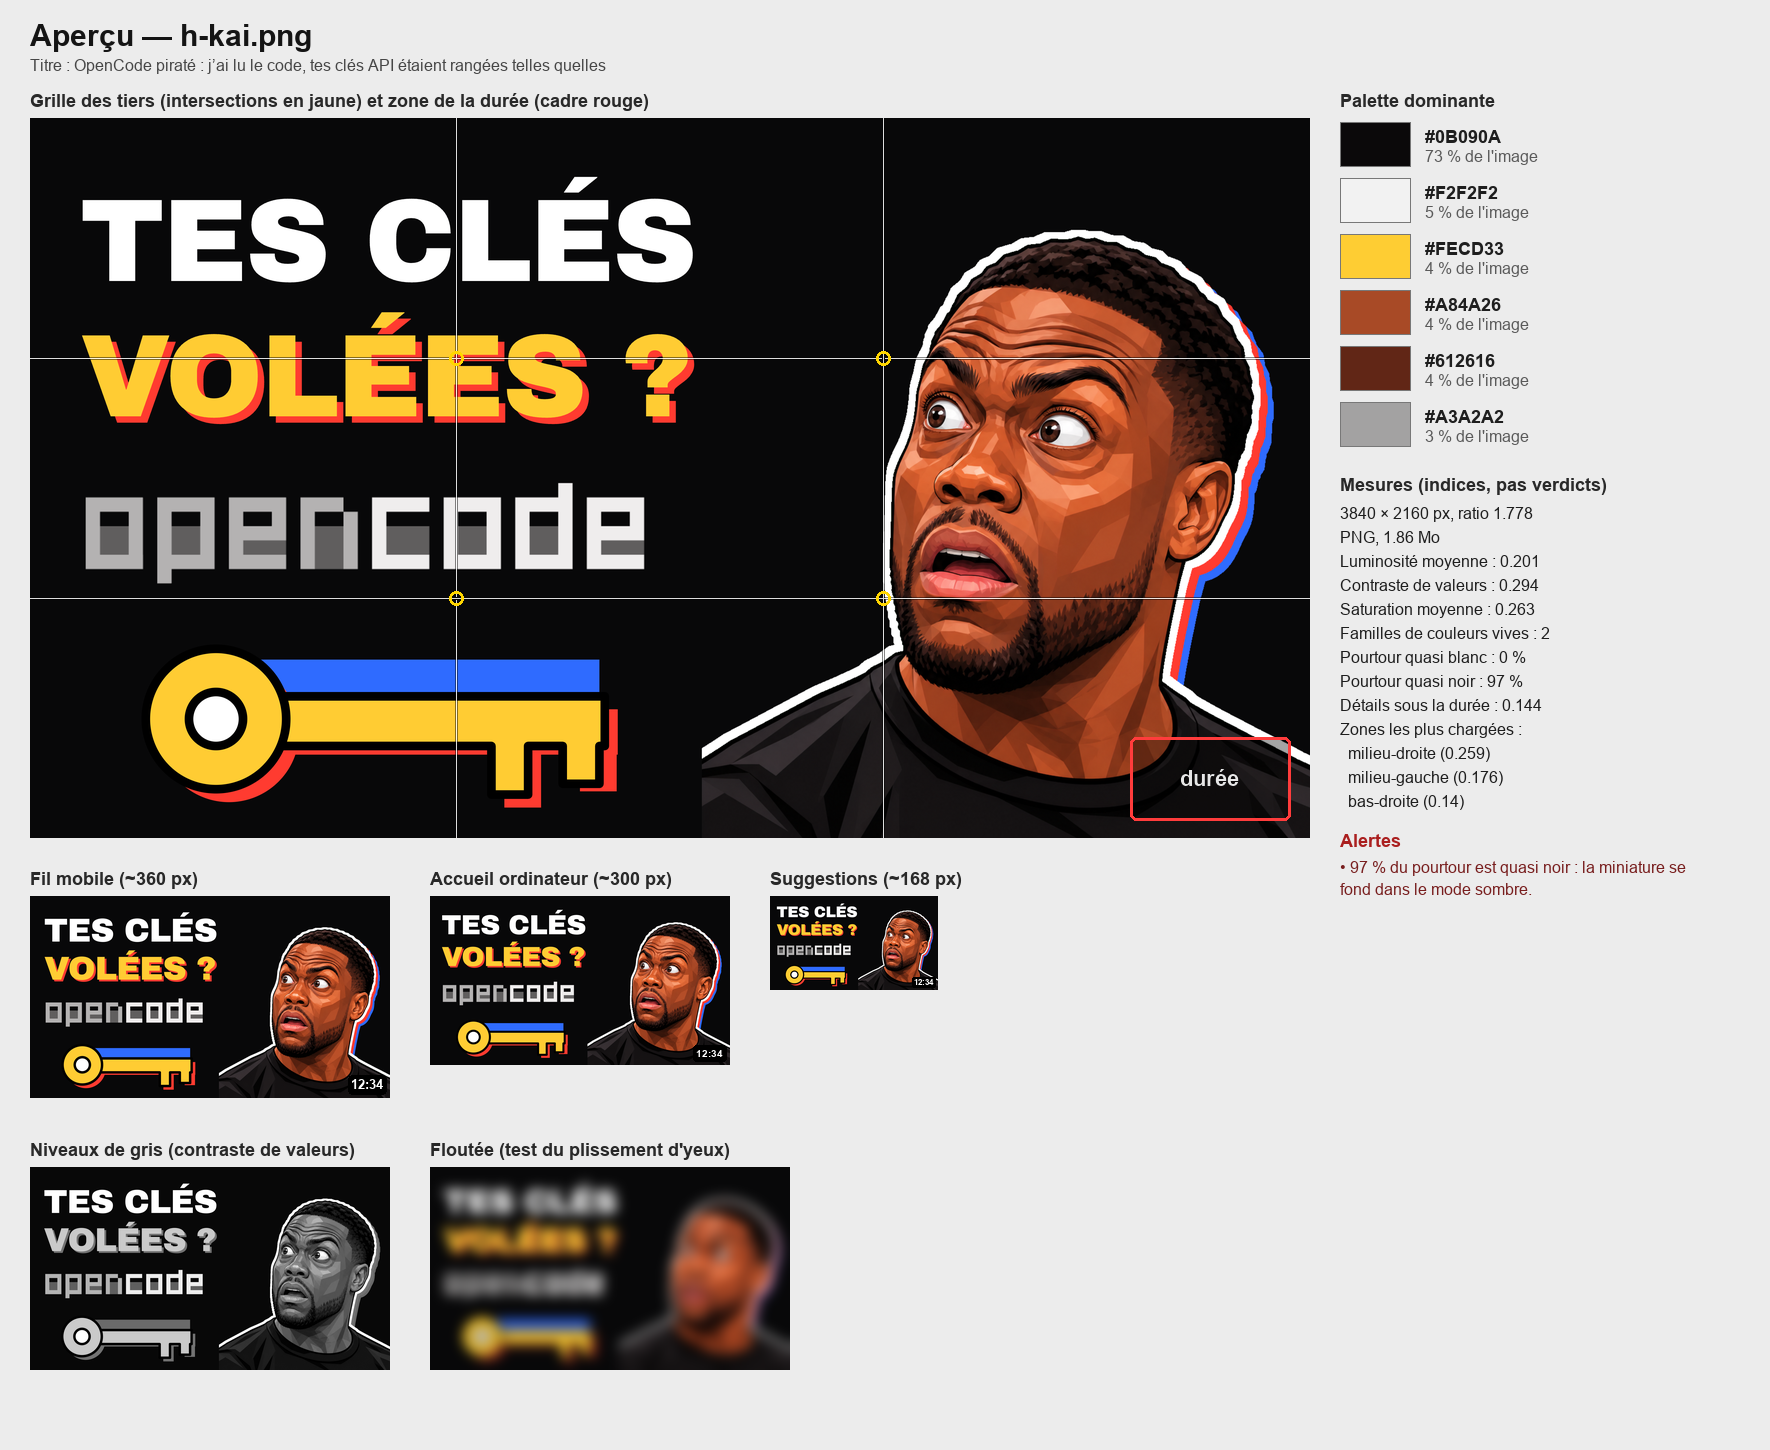 Aperçu — h-kai.png
Titre : OpenCode piraté : j'ai lu le code, tes clés API étaient rangées telles quelles
Grille des tiers (intersections en jaune) et zone de la durée (cadre rouge)
TES CLÉS
VOLÉES ?
opencode
durée
Palette dominante
#0B090A
73 % de l'image
#F2F2F2
5 % de l'image
#FECD33
4 % de l'image
#A84A26
4 % de l'image
#612616
4 % de l'image
#A3A2A2
3 % de l'image
Mesures (indices, pas verdicts)
3840 × 2160 px, ratio 1.778
PNG, 1.86 Mo
Luminosité moyenne : 0.201
Contraste de valeurs : 0.294
Saturation moyenne : 0.263
Familles de couleurs vives : 2
Pourtour quasi blanc : 0 %
Pourtour quasi noir : 97 %
Détails sous la durée : 0.144
Zones les plus chargées :
milieu-droite (0.259)
milieu-gauche (0.176)
bas-droite (0.14)
Alertes
• 97 % du pourtour est quasi noir : la miniature se
fond dans le mode sombre.
Fil mobile (~360 px)
TES CLÉS
VOLÉES ?
opencode
12:34
Accueil ordinateur (~300 px)
TES CLÉS
VOLÉES ?
opencode
12:34
Suggestions (~168 px)
TES CLÉS
VOLÉES ?
opencode
12:34
Niveaux de gris (contraste de valeurs)
TES CLÉS
VOLÉES ?
opencode
Floutée (test du plissement d'yeux)
TES CLÉS
VOLÉES ?
opencode